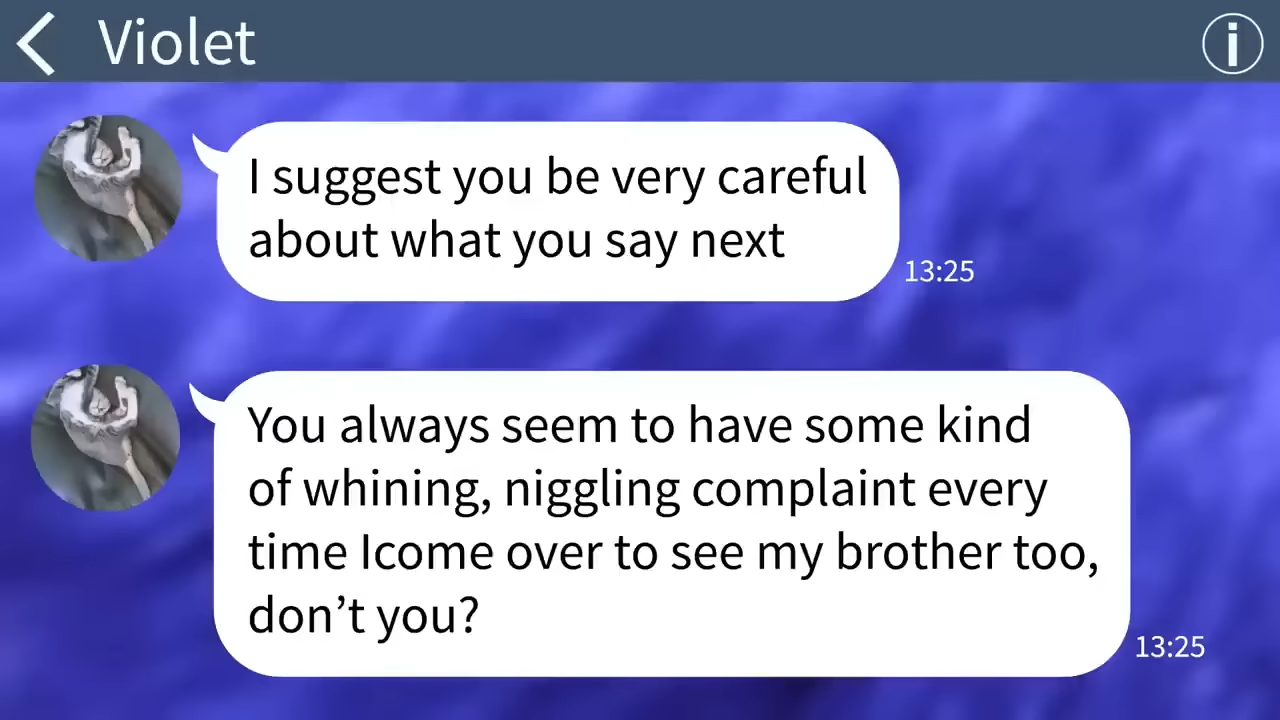 Violet
I suggest you be very careful
about what you say next
13:25
You always seem to have some kind
of whining, niggling complaint every
time Icome over to see my brother too,
don’t you?
13:25